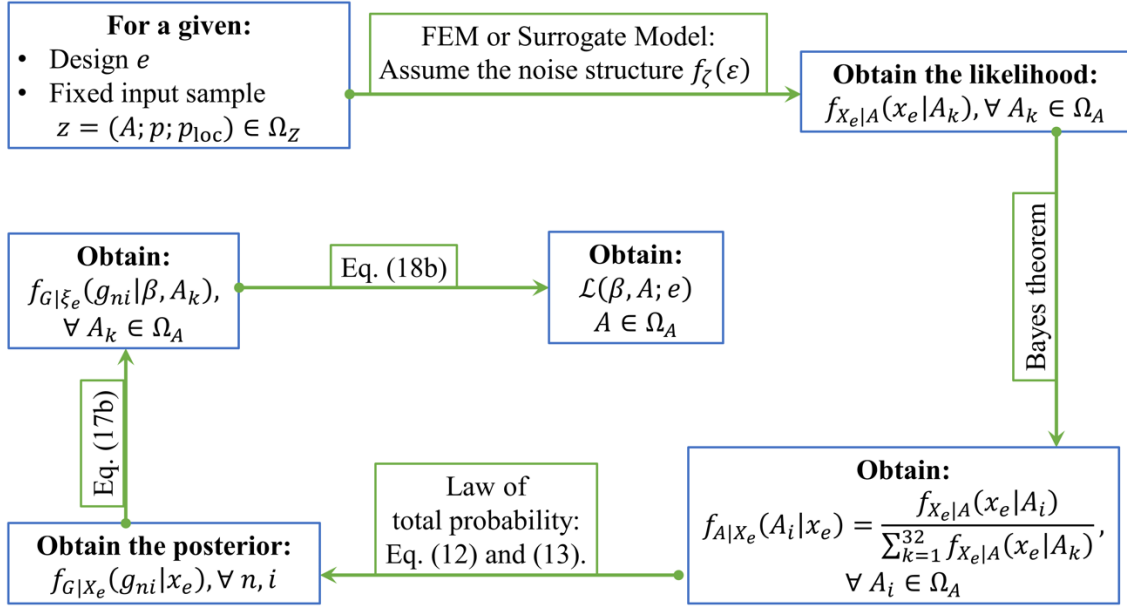 For a given:
• Design e
• Fixed input sample
z = (A; p; p_loc) ∈ Ω_Z
FEM or Surrogate Model:
Assume the noise structure f_ζ(ε)
Obtain the likelihood:
f_{X_e|A}(x_e|A_k), ∀ A_k ∈ Ω_A
Bayes theorem
Obtain:
f_{A|X_e}(A_i|x_e) = f_{X_e|A}(x_e|A_i) / ∑_{k=1}^{32} f_{X_e|A}(x_e|A_k),
∀ A_i ∈ Ω_A
Law of
total probability:
Eq. (12) and (13).
Obtain the posterior:
f_{G|X_e}(g_{ni}|x_e), ∀ n, i
Eq. (17b)
Obtain:
f_{G|ξ_e}(g_{ni}|β, A_k),
∀ A_k ∈ Ω_A
Eq. (18b)
Obtain:
ℒ(β, A; e)
A ∈ Ω_A